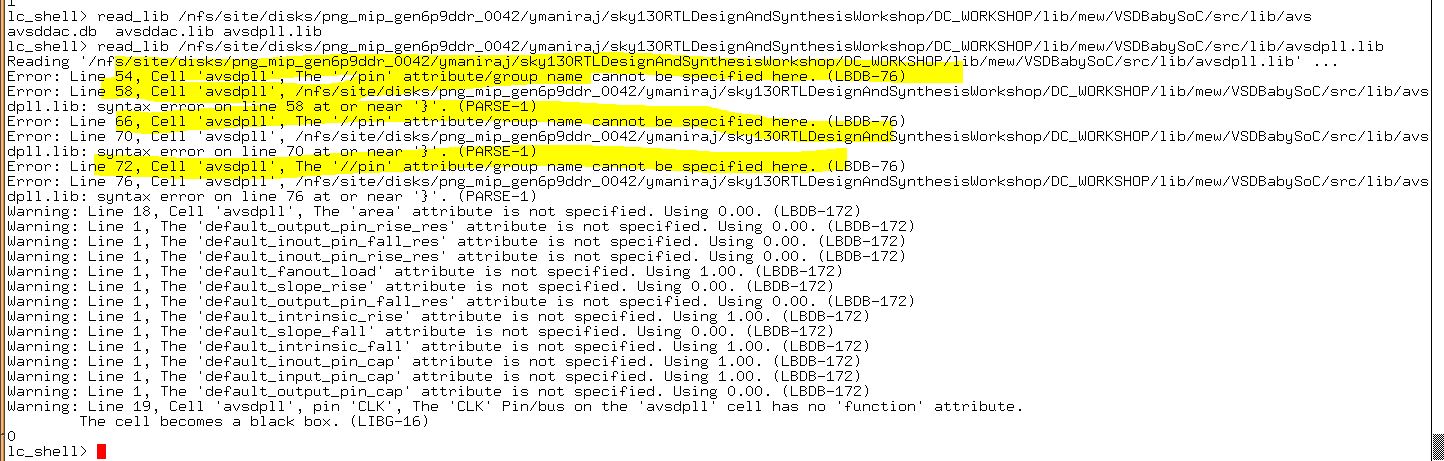 1
lc_shell> read_lib /nfs/site/disks/png_mip_gen6p9ddr_0042/ymaniraj/sky130RTLDesignAndSynthesisWorkshop/DC_WORKSHOP/lib/mew/VSDBabySoC/src/lib/avs
avsddac.db  avsddac.lib avsdpll.lib
lc_shell> read_lib /nfs/site/disks/png_mip_gen6p9ddr_0042/ymaniraj/sky130RTLDesignAndSynthesisWorkshop/DC_WORKSHOP/lib/mew/VSDBabySoC/src/lib/avsdpll.lib
Reading '/nfs/site/disks/png_mip_gen6p9ddr_0042/ymaniraj/sky130RTLDesignAndSynthesisWorkshop/DC_WORKSHOP/lib/mew/VSDBabySoC/src/lib/avsdpll.lib' ...
Error: Line 54, Cell 'avsdpll', The '//pin' attribute/group name cannot be specified here. (LBDB-76)
Error: Line 58, Cell 'avsdpll', /nfs/site/disks/png_mip_gen6p9ddr_0042/ymaniraj/sky130RTLDesignAndSynthesisWorkshop/DC_WORKSHOP/lib/mew/VSDBabySoC/src/lib/avs
dpll.lib: syntax error on line 58 at or near '}'. (PARSE-1)
Error: Line 66, Cell 'avsdpll', The '//pin' attribute/group name cannot be specified here. (LBDB-76)
Error: Line 70, Cell 'avsdpll', /nfs/site/disks/png_mip_gen6p9ddr_0042/ymaniraj/sky130RTLDesignAndSynthesisWorkshop/DC_WORKSHOP/lib/mew/VSDBabySoC/src/lib/avs
dpll.lib: syntax error on line 70 at or near '}'. (PARSE-1)
Error: Line 72, Cell 'avsdpll', The '//pin' attribute/group name cannot be specified here. (LBDB-76)
Error: Line 76, Cell 'avsdpll', /nfs/site/disks/png_mip_gen6p9ddr_0042/ymaniraj/sky130RTLDesignAndSynthesisWorkshop/DC_WORKSHOP/lib/mew/VSDBabySoC/src/lib/avs
dpll.lib: syntax error on line 76 at or near '}'. (PARSE-1)
Warning: Line 18, Cell 'avsdpll', The 'area' attribute is not specified. Using 0.00. (LBDB-172)
Warning: Line 1, The 'default_output_pin_rise_res' attribute is not specified. Using 0.00. (LBDB-172)
Warning: Line 1, The 'default_inout_pin_fall_res' attribute is not specified. Using 0.00. (LBDB-172)
Warning: Line 1, The 'default_inout_pin_rise_res' attribute is not specified. Using 0.00. (LBDB-172)
Warning: Line 1, The 'default_fanout_load' attribute is not specified. Using 1.00. (LBDB-172)
Warning: Line 1, The 'default_slope_rise' attribute is not specified. Using 0.00. (LBDB-172)
Warning: Line 1, The 'default_output_pin_fall_res' attribute is not specified. Using 0.00. (LBDB-172)
Warning: Line 1, The 'default_intrinsic_rise' attribute is not specified. Using 1.00. (LBDB-172)
Warning: Line 1, The 'default_slope_fall' attribute is not specified. Using 0.00. (LBDB-172)
Warning: Line 1, The 'default_intrinsic_fall' attribute is not specified. Using 1.00. (LBDB-172)
Warning: Line 1, The 'default_inout_pin_cap' attribute is not specified. Using 1.00. (LBDB-172)
Warning: Line 1, The 'default_input_pin_cap' attribute is not specified. Using 1.00. (LBDB-172)
Warning: Line 1, The 'default_output_pin_cap' attribute is not specified. Using 0.00. (LBDB-172)
Warning: Line 19, Cell 'avsdpll', pin 'CLK', The 'CLK' Pin/bus on the 'avsdpll' cell has no 'function' attribute.
The cell becomes a black box. (LIBG-16)
0
lc_shell>